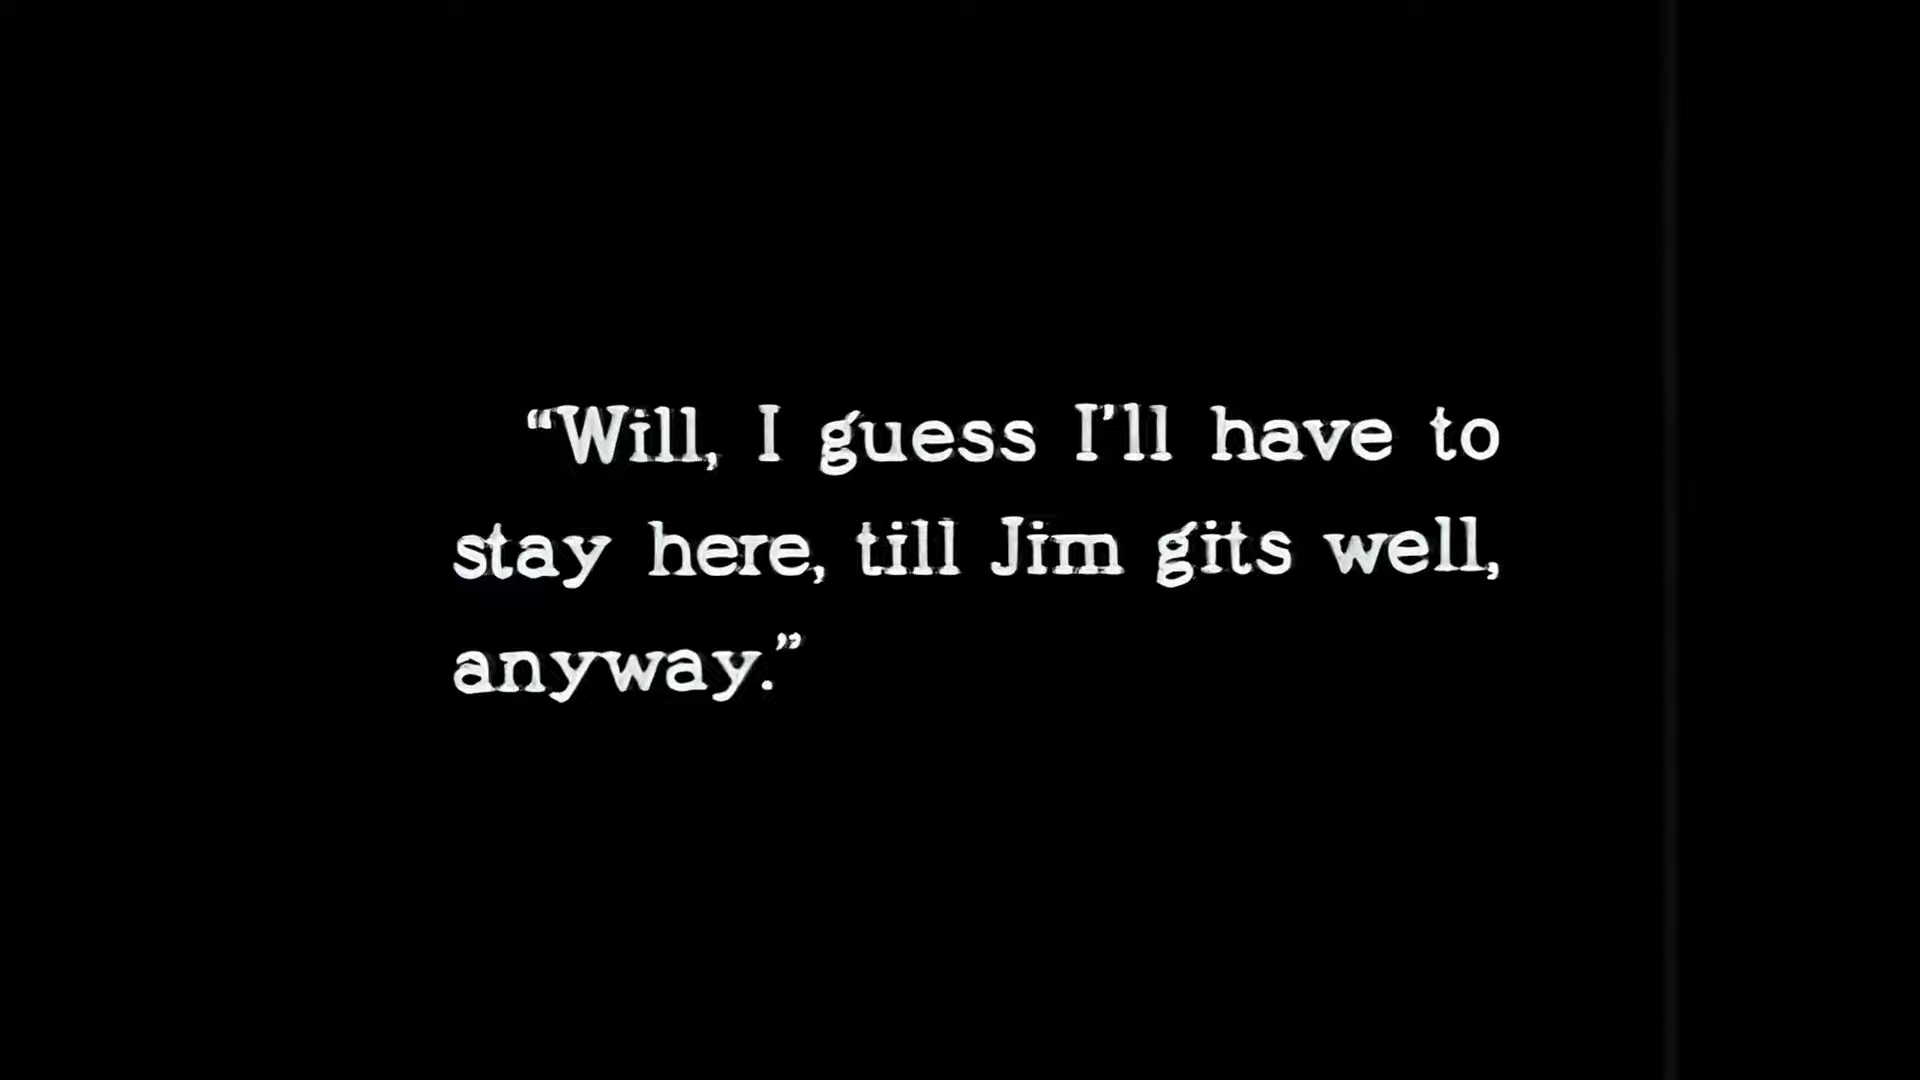 “Will, I guess I’ll have to
stay here, till Jim gits well,
anyway.”